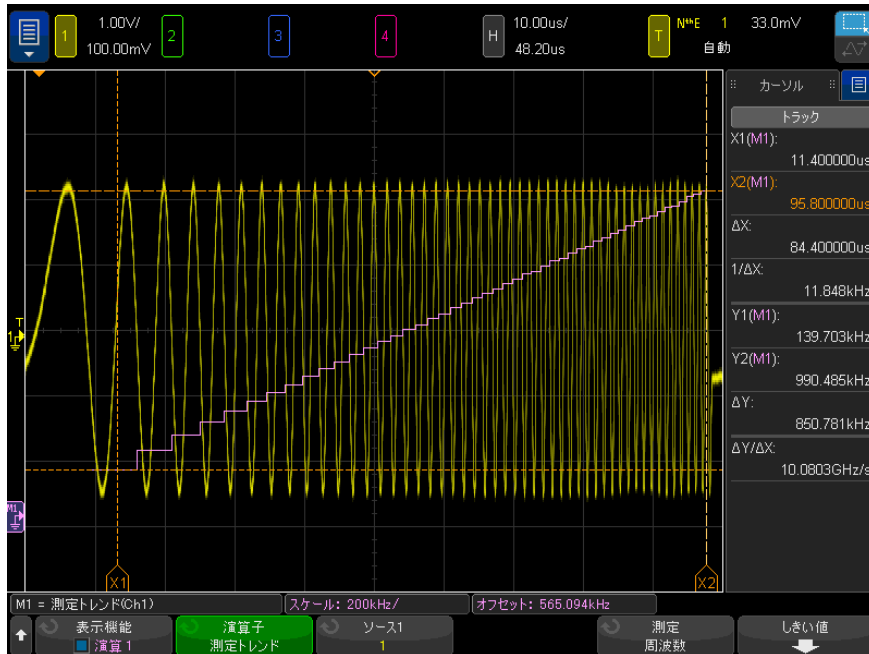 1
1.00V/
100.00mV
2
3
4
H
10.00us/
48.20us
T
NthE 1
自動
33.0mV
カーソル
トラック
X1(M1):
11.400000us
X2(M1):
95.800000us
ΔX:
84.400000us
1/ΔX:
11.848kHz
Y1(M1):
139.703kHz
Y2(M1):
990.485kHz
ΔY:
850.781kHz
ΔY/ΔX:
10.0803GHz/s
T
1
M1
X1
X2
M1 = 測定トレンド(Ch1)
スケール: 200kHz/
オフセット: 565.094kHz
表示機能
演算 1
演算子
測定トレンド
ソース1
1
測定
周波数
しきい値